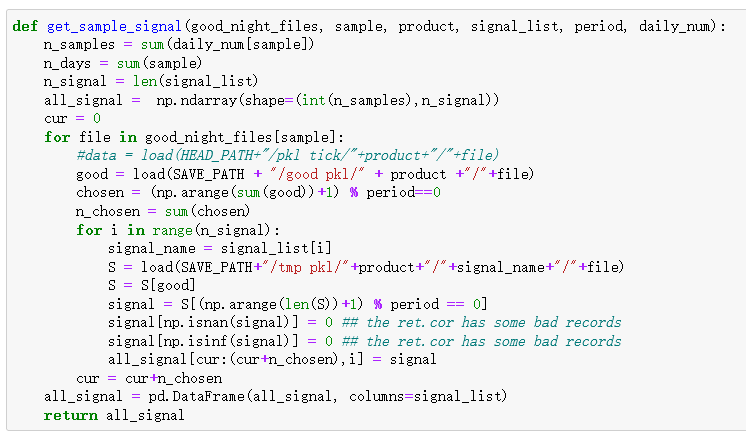 def get_sample_signal(good_night_files, sample, product, signal_list, period, daily_num):
    n_samples = sum(daily_num[sample])
    n_days = sum(sample)
    n_signal = len(signal_list)
    all_signal =  np.ndarray(shape=(int(n_samples),n_signal))
    cur = 0
    for file in good_night_files[sample]:
        #data = load(HEAD_PATH+"/pkl tick/"+product+"/"+file)
        good = load(SAVE_PATH + "/good pkl/" + product +"/"+file)
        chosen = (np.arange(sum(good))+1) % period==0
        n_chosen = sum(chosen)
        for i in range(n_signal):
            signal_name = signal_list[i]
            S = load(SAVE_PATH+"/tmp pkl/"+product+"/"+signal_name+"/"+file)
            S = S[good]
            signal = S[(np.arange(len(S))+1) % period == 0]
            signal[np.isnan(signal)] = 0 ## the ret.cor has some bad records
            signal[np.isinf(signal)] = 0 ## the ret.cor has some bad records
            all_signal[cur:(cur+n_chosen),i] = signal
        cur = cur+n_chosen
    all_signal = pd.DataFrame(all_signal, columns=signal_list)
    return all_signal